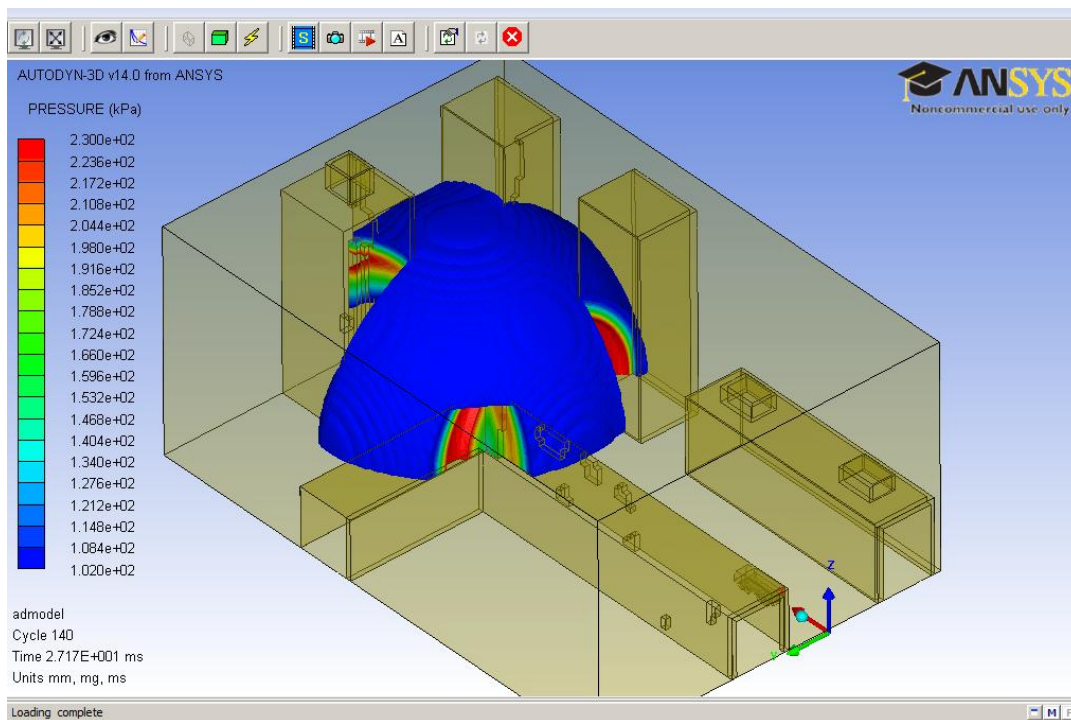 AUTODYN-3D v14.0 from ANSYS
ANSYS
Noncommercial use only
PRESSURE (kPa)
2.300e+02
2.236e+02
2.172e+02
2.108e+02
2.044e+02
1.980e+02
1.916e+02
1.852e+02
1.788e+02
1.724e+02
1.660e+02
1.596e+02
1.532e+02
1.468e+02
1.404e+02
1.340e+02
1.276e+02
1.212e+02
1.148e+02
1.084e+02
1.020e+02
Z
Y
admodel
Cycle 140
Time 2.717E+001 ms
Units mm, mg, ms
Loading complete
M
S
A